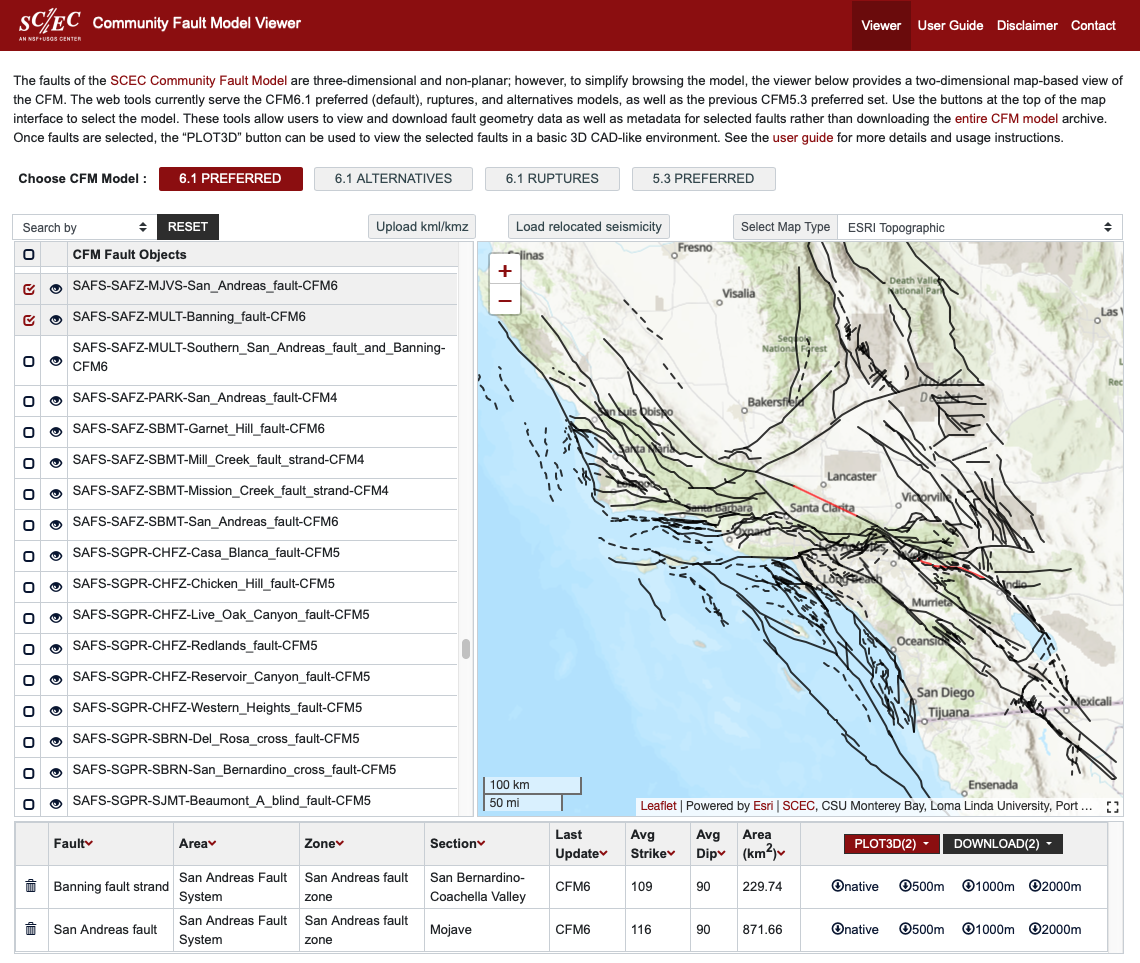 SC/EC
AN NSF+USGS CENTER
Community Fault Model Viewer
Viewer
User Guide
Disclaimer
Contact
The faults of the SCEC Community Fault Model are three-dimensional and non-planar; however, to simplify browsing the model, the viewer below provides a two-dimensional map-based view of
the CFM. The web tools currently serve the CFM6.1 preferred (default), ruptures, and alternatives models, as well as the previous CFM5.3 preferred set. Use the buttons at the top of the map
interface to select the model. These tools allow users to view and download fault geometry data as well as metadata for selected faults rather than downloading the entire CFM model archive.
Once faults are selected, the “PLOT3D” button can be used to view the selected faults in a basic 3D CAD-like environment. See the user guide for more details and usage instructions.
Choose CFM Model :
6.1 PREFERRED
6.1 ALTERNATIVES
6.1 RUPTURES
5.3 PREFERRED
Search by
RESET
Upload kml/kmz
Load relocated seismicity
Select Map Type
ESRI Topographic
CFM Fault Objects
SAFS-SAFZ-MJVS-San_Andreas_fault-CFM6
SAFS-SAFZ-MULT-Banning_fault-CFM6
SAFS-SAFZ-MULT-Southern_San_Andreas_fault_and_Banning-
CFM6
SAFS-SAFZ-PARK-San_Andreas_fault-CFM4
SAFS-SAFZ-SBMT-Garnet_Hill_fault-CFM6
SAFS-SAFZ-SBMT-Mill_Creek_fault_strand-CFM4
SAFS-SAFZ-SBMT-Mission_Creek_fault_strand-CFM4
SAFS-SAFZ-SBMT-San_Andreas_fault-CFM6
SAFS-SGPR-CHFZ-Casa_Blanca_fault-CFM5
SAFS-SGPR-CHFZ-Chicken_Hill_fault-CFM5
SAFS-SGPR-CHFZ-Live_Oak_Canyon_fault-CFM5
SAFS-SGPR-CHFZ-Redlands_fault-CFM5
SAFS-SGPR-CHFZ-Reservoir_Canyon_fault-CFM5
SAFS-SGPR-CHFZ-Western_Heights_fault-CFM5
SAFS-SGPR-SBRN-Del_Rosa_cross_fault-CFM5
SAFS-SGPR-SBRN-San_Bernardino_cross_fault-CFM5
SAFS-SGPR-SJMT-Beaumont_A_blind_fault-CFM5
+
−
Fresno
Visalia
Death Valley
National Park
Las V
Sequoia
National Forest
Mojave
Desert
Bakersfield
San Luis Obispo
Santa Maria
Lompoc
Santa Barbara
Lancaster
Santa Clarita
Victorville
Oxnard
Los Angeles
Riverside
Long Beach
Indio
Murrieta
Oceanside
San Diego
Tijuana
Mexicali
Ensenada
100 km
50 mi
Leaflet | Powered by Esri | SCEC, CSU Monterey Bay, Loma Linda University, Port ...
Fault Area Zone Section Last Update Avg Strike Avg Dip Area (km2)
PLOT3D(2)
DOWNLOAD(2)
Banning fault strand San Andreas Fault System San Andreas fault zone San Bernardino-Coachella Valley CFM6 109 90 229.74 native 500m 1000m 2000m
San Andreas fault San Andreas Fault System San Andreas fault zone Mojave CFM6 116 90 871.66 native 500m 1000m 2000m